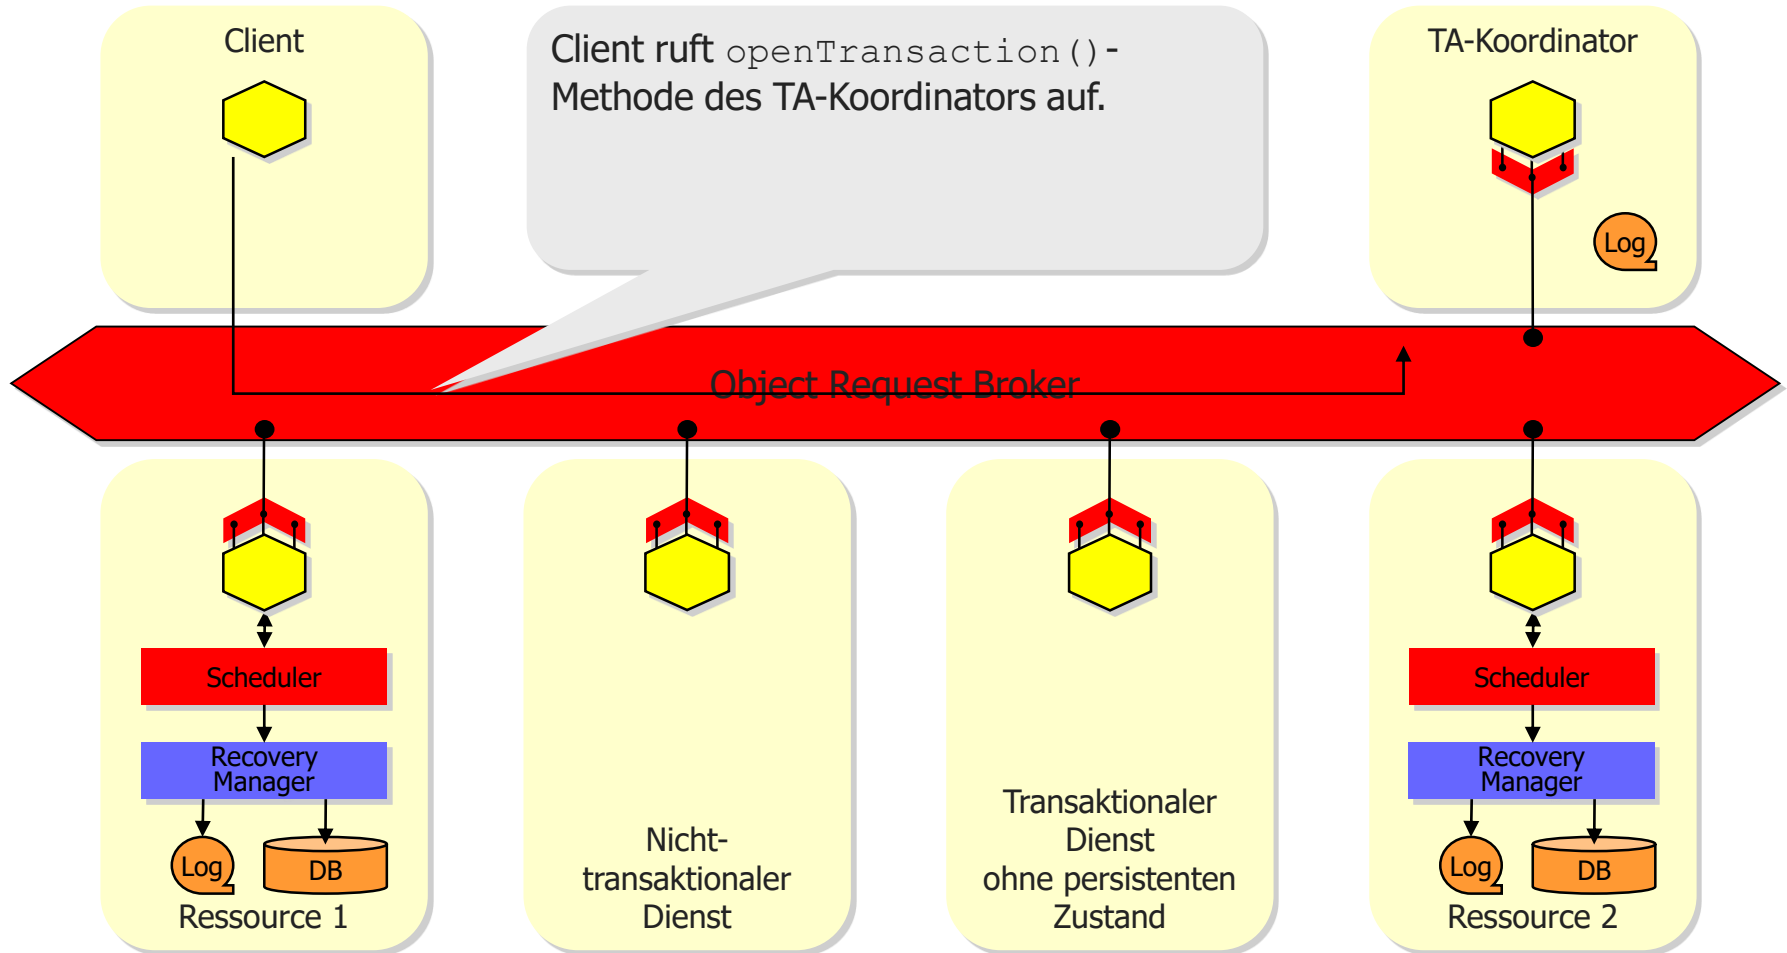 Client
Client ruft openTransaction()-
Methode des TA-Koordinators auf.
TA-Koordinator
Log
Object Request Broker
Scheduler
Recovery
Manager
Log
DB
Ressource 1
Nicht-
transaktionaler
Dienst
Transaktionaler
Dienst
ohne persistenten
Zustand
Scheduler
Recovery
Manager
Log
DB
Ressource 2